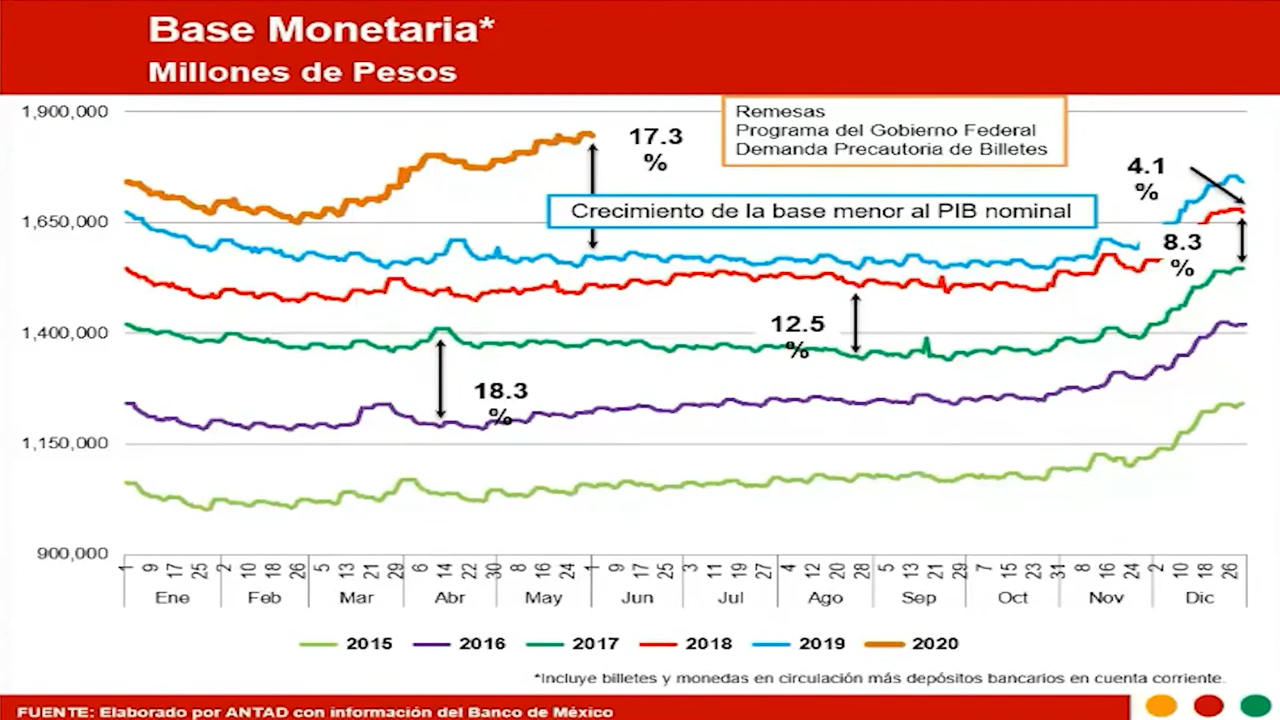 Base Monetaria*
Millones de Pesos
1,900,000
1,650,000
1,400,000
1,150,000
900,000
Remesas
Programa del Gobierno Federal
Demanda Precautoria de Billetes
Crecimiento de la base menor al PIB nominal
17.3
%
4.1
%
8.3
%
12.5
%
18.3
%
1 9 17 25 2 10 18 26 5 13 21 29 6 14 22 30 8 16 24 1 9 17 25 3 11 19 27 4 12 20 28 5 13 21 29 7 15 23 31 8 16 24 2 10 18 26
Ene Feb Mar Abr May Jun Jul Ago Sep Oct Nov Dic
2015 2016 2017 2018 2019 2020
*Incluye billetes y monedas en circulación más depósitos bancarios en cuenta corriente.
FUENTE: Elaborado por ANTAD con información del Banco de México